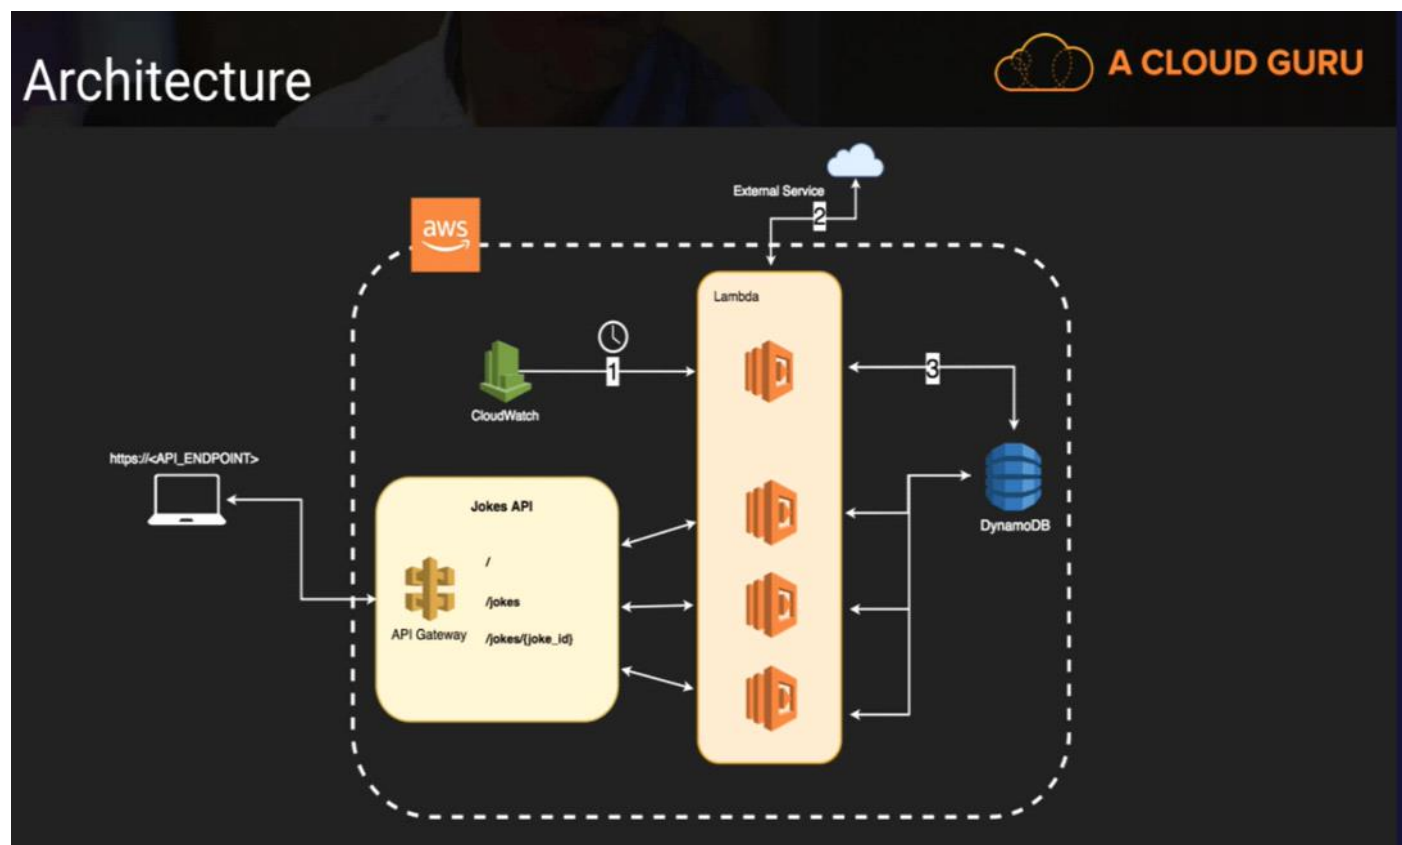 Architecture
A CLOUD GURU
External Service
2
aws
Lambda
1
3
CloudWatch
https://<API_ENDPOINT>
Jokes API
/
/jokes
API Gateway
/jokes/{joke_id}
DynamoDB